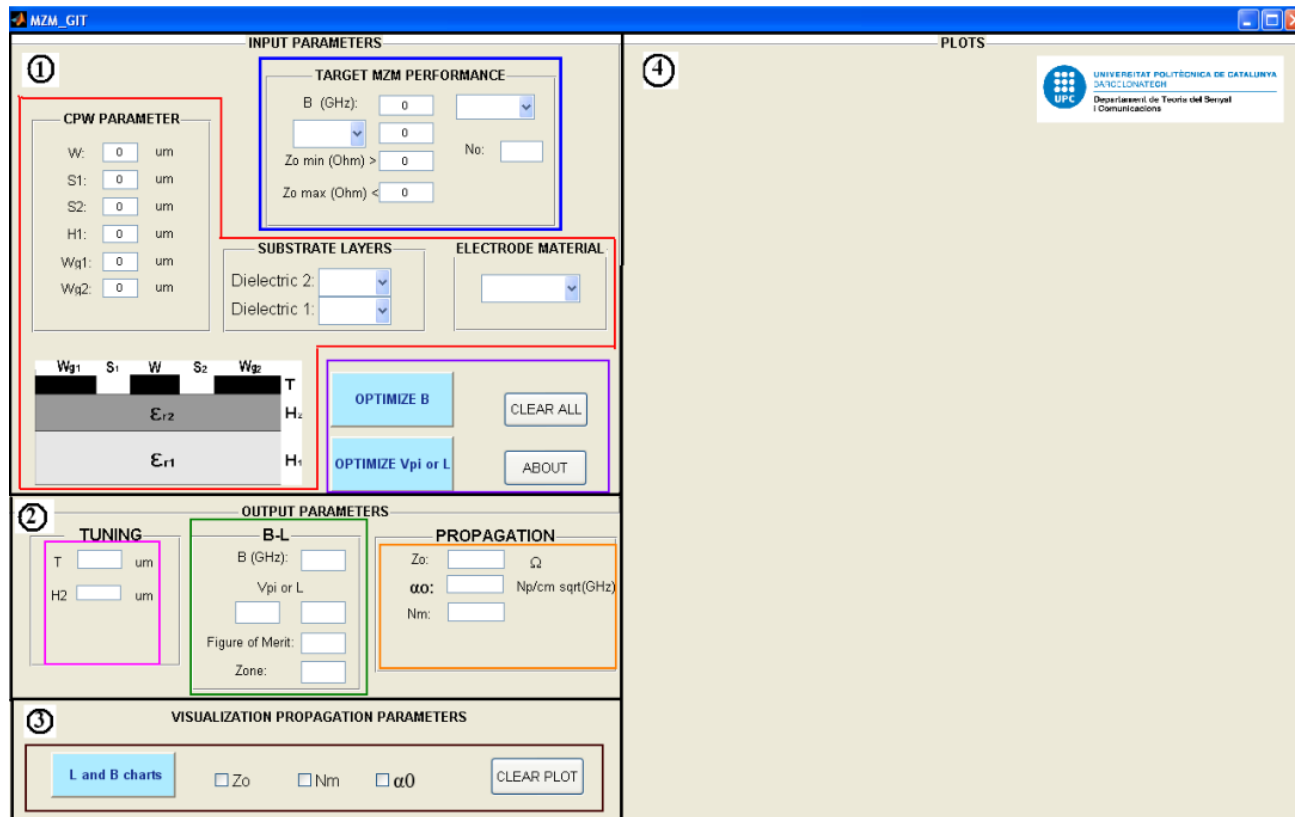 MZM_GIT
INPUT PARAMETERS
1
TARGET MZM PERFORMANCE
B (GHz): 0
0
Zo min (Ohm) > 0
Zo max (Ohm) < 0
No:
CPW PARAMETER
W: 0 um
S1: 0 um
S2: 0 um
H1: 0 um
Wg1: 0 um
Wg2: 0 um
SUBSTRATE LAYERS
Dielectric 2:
Dielectric 1:
ELECTRODE MATERIAL
Wg1 S1 W S2 Wg2
T
εr2 H2
εr1 H1
OPTIMIZE B
CLEAR ALL
OPTIMIZE Vpi or L
ABOUT
2
OUTPUT PARAMETERS
TUNING
T um
H2 um
B-L
B (GHz):
Vpi or L
Figure of Merit:
Zone:
PROPAGATION
Zo: Ω
αo: Np/cm sqrt(GHz)
Nm:
3
VISUALIZATION PROPAGATION PARAMETERS
L and B charts
Zo
Nm
α0
CLEAR PLOT
PLOTS
4
UPC
UNIVERSITAT POLITÈCNICA DE CATALUNYA
BARCELONATECH
Departament de Teoria del Senyal
i Comunicacions